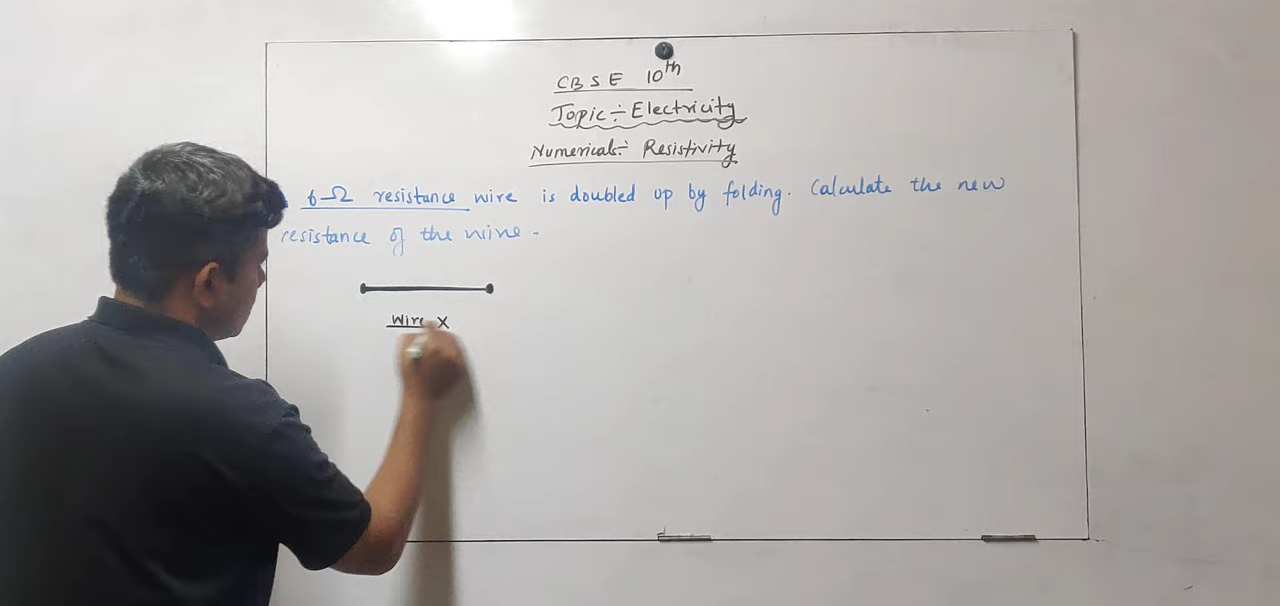 CBSE 10th
Topic ÷ Electricity
Numericals ÷ Resistivity
6Ω resistance wire is doubled up by folding. Calculate the new
resistance of the wire.
Wire X